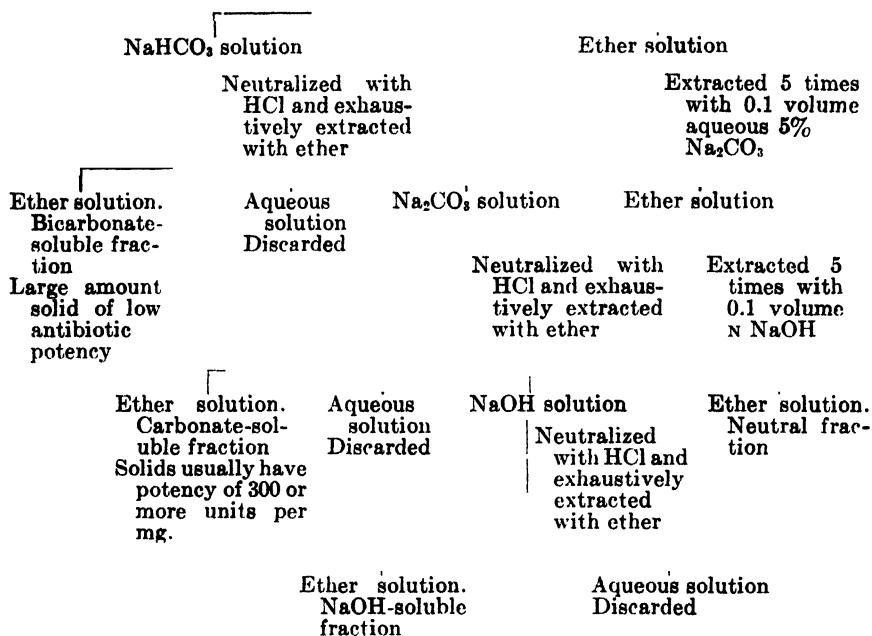 NaHCO₃ solution
Ether solution
Neutralized with
HCl and exhaus-
tively extracted
with ether
Extracted 5 times
with 0.1 volume
aqueous 5%
Na₂CO₃
Ether solution.
Bicarbonate-
soluble frac-
tion
Large amount
solid of low
antibiotic
potency
Aqueous
solution
Discarded
Na₂CO₃ solution
Ether solution
Neutralized with
HCl and exhaus-
tively extracted
with ether
Extracted 5
times with
0.1 volume
N NaOH
Ether solution.
Carbonate-sol-
uble fraction
Solids usually have
potency of 300 or
more units per
mg.
Aqueous
solution
Discarded
NaOH solution
Neutralized
with HCl and
exhaustively
extracted
with ether
Ether solution.
Neutral frac-
tion
Ether solution.
NaOH-soluble
fraction
Aqueous solution
Discarded